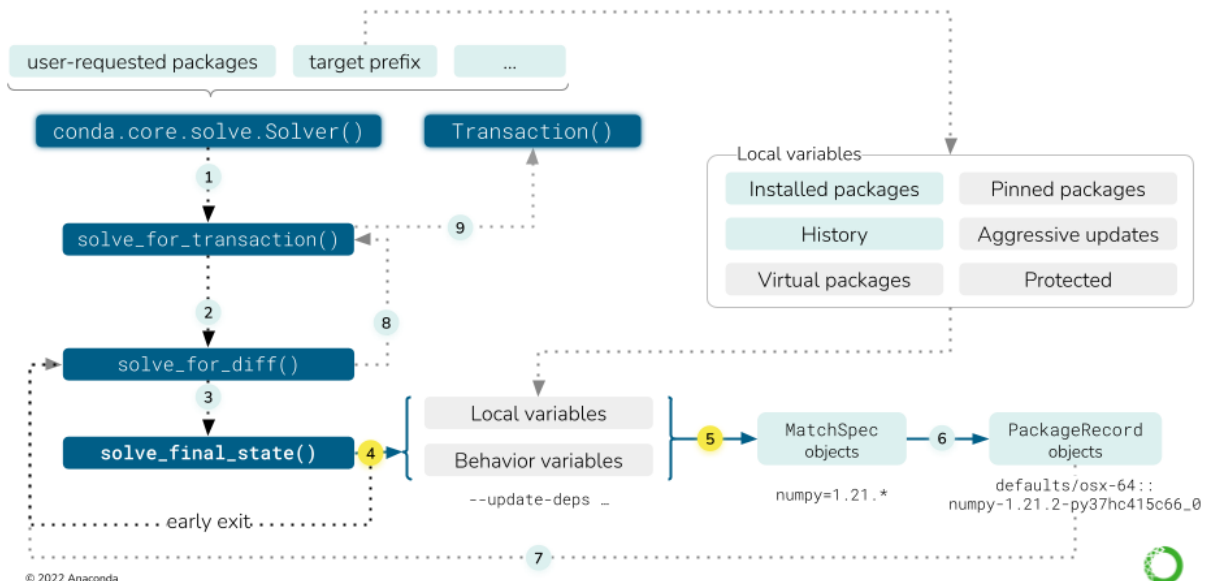 user-requested packages
target prefix
...
conda.core.solve.Solver()
Transaction()
Local variables
Installed packages
Pinned packages
History
Aggressive updates
Virtual packages
Protected
1
solve_for_transaction()
9
2
8
solve_for_diff()
3
solve_final_state()
4
Local variables
Behavior variables
--update-deps …
5
MatchSpec
objects
numpy=1.21.*
6
PackageRecord
objects
defaults/osx-64::
numpy-1.21.2-py37hc415c66_0
early exit
7
© 2022 Anaconda